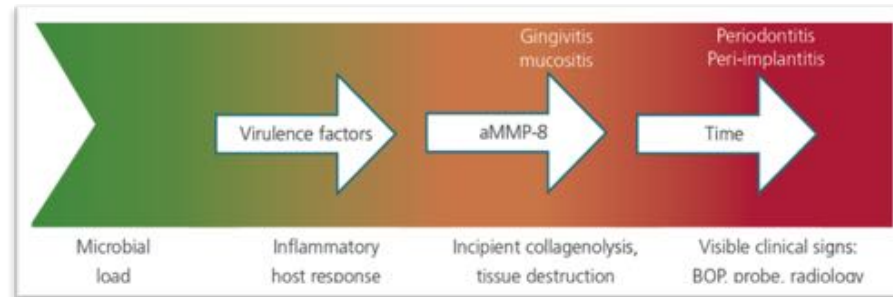 Gingivitis
mucositis
Periodontitis
Peri-implantitis
Virulence factors
aMMP-8
Time
Microbial
load
Inflammatory
host response
Incipient collagenolysis,
tissue destruction
Visible clinical signs:
BOP, probe, radiology